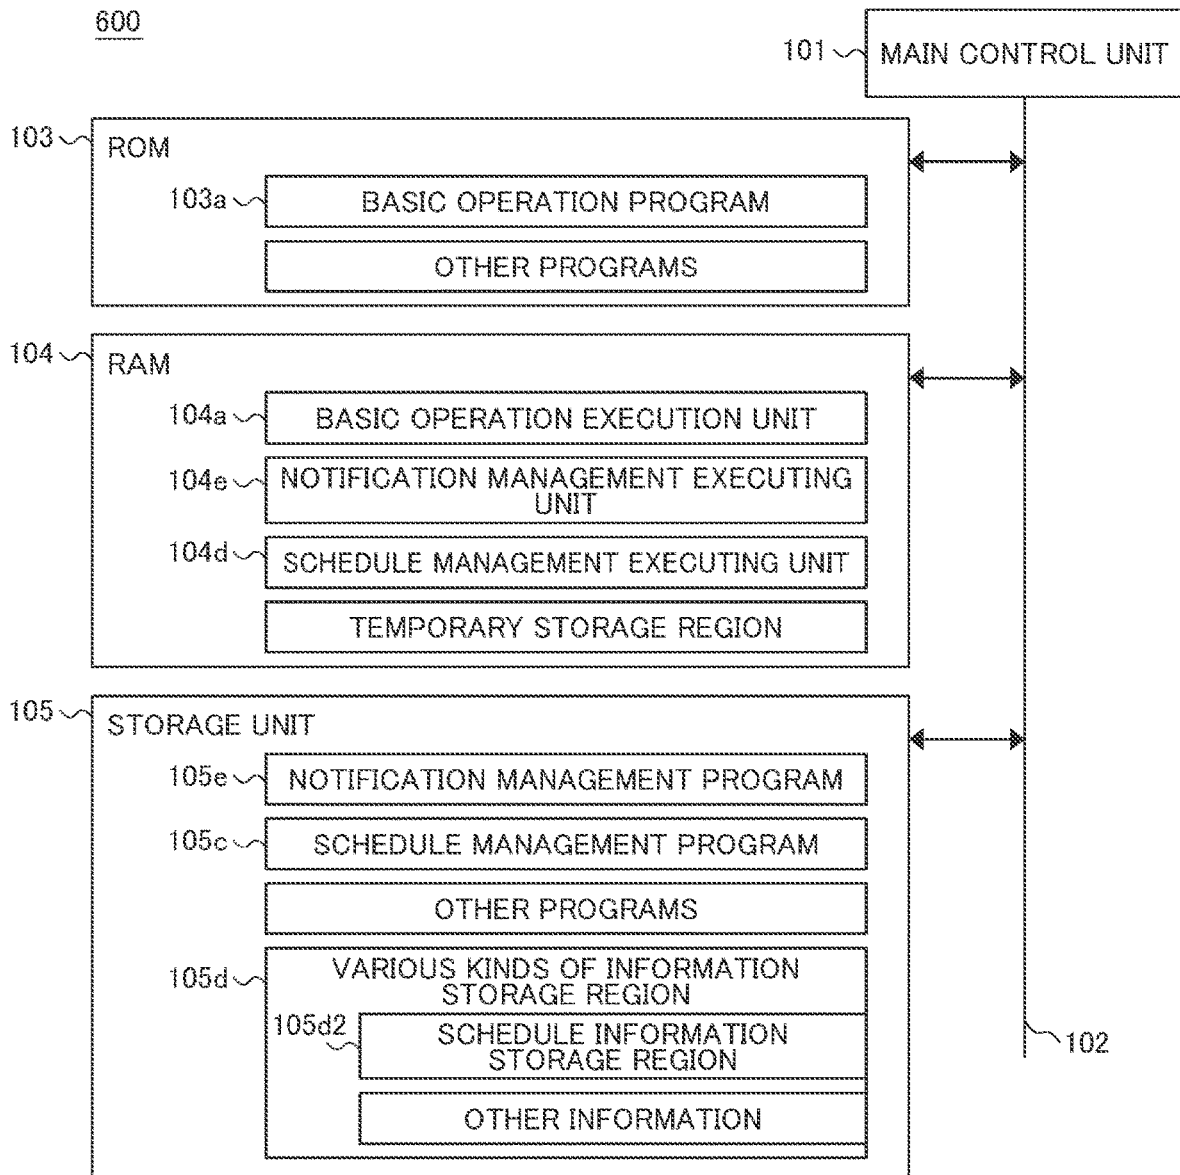 600
101
MAIN CONTROL UNIT
103
ROM
103a
BASIC OPERATION PROGRAM
OTHER PROGRAMS
104
RAM
104a
BASIC OPERATION EXECUTION UNIT
104e
NOTIFICATION MANAGEMENT EXECUTING
UNIT
104d
SCHEDULE MANAGEMENT EXECUTING UNIT
TEMPORARY STORAGE REGION
105
STORAGE UNIT
105e
NOTIFICATION MANAGEMENT PROGRAM
105c
SCHEDULE MANAGEMENT PROGRAM
OTHER PROGRAMS
105d
VARIOUS KINDS OF INFORMATION
STORAGE REGION
105d2
SCHEDULE INFORMATION
STORAGE REGION
OTHER INFORMATION
102